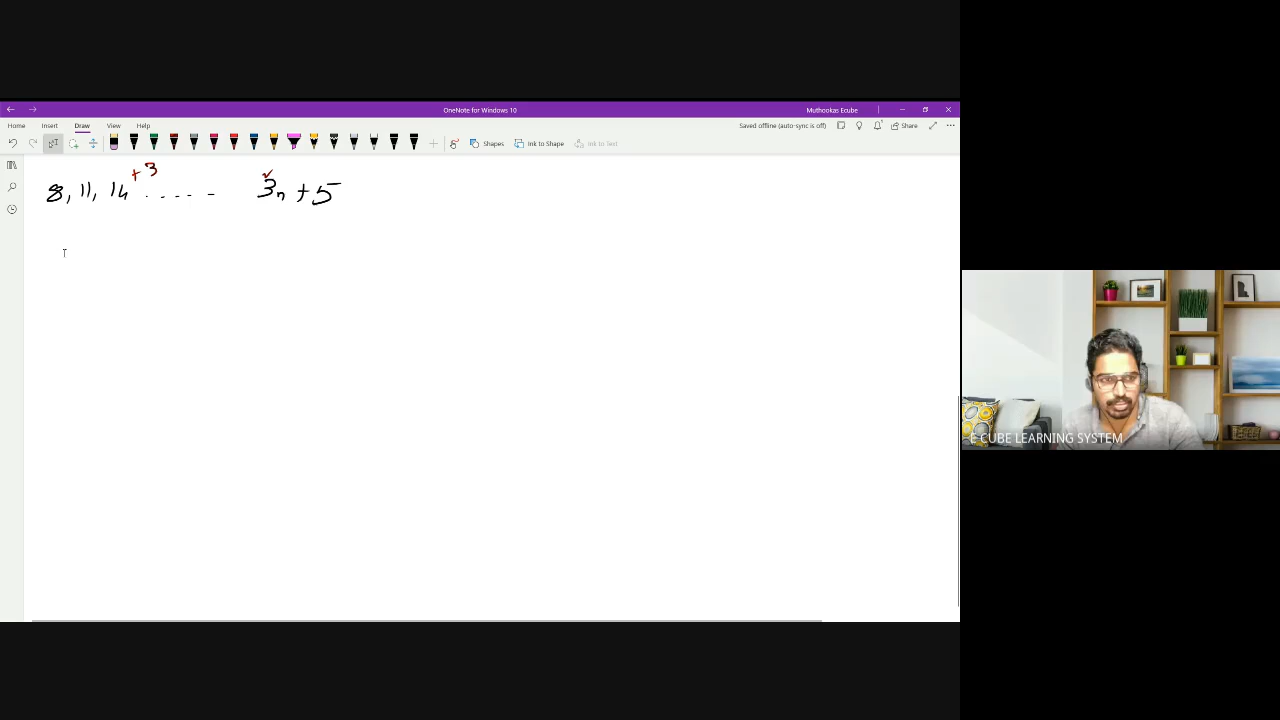 OneNote for Windows 10
Muthookas Ecube
Home Insert Draw View Help
Saved offline (auto-sync is off)
Share
Shapes
Ink to Shape
Ink to Text
+3
8, 11, 14 ..... 3n + 5
E CUBE LEARNING SYSTEM